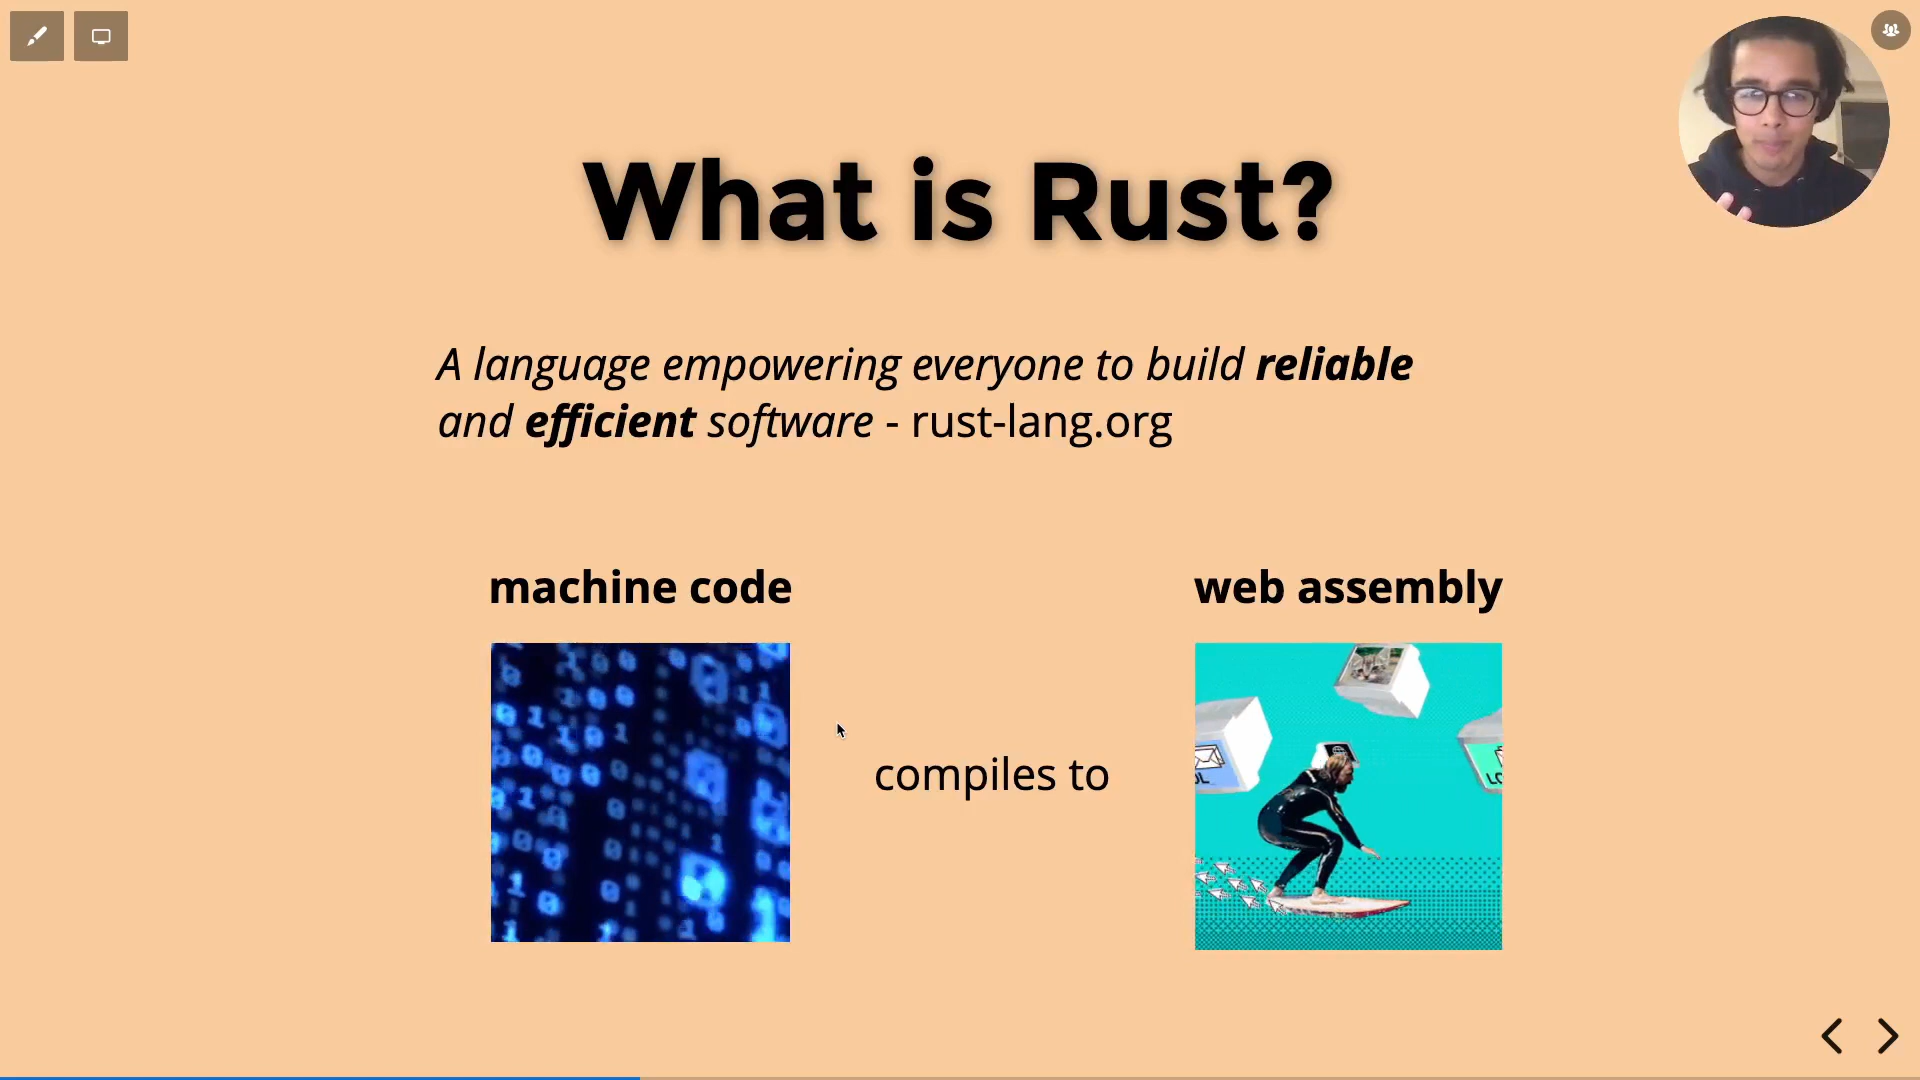 What is Rust?
A language empowering everyone to build reliable
and efficient software - rust-lang.org
machine code
web assembly
compiles to